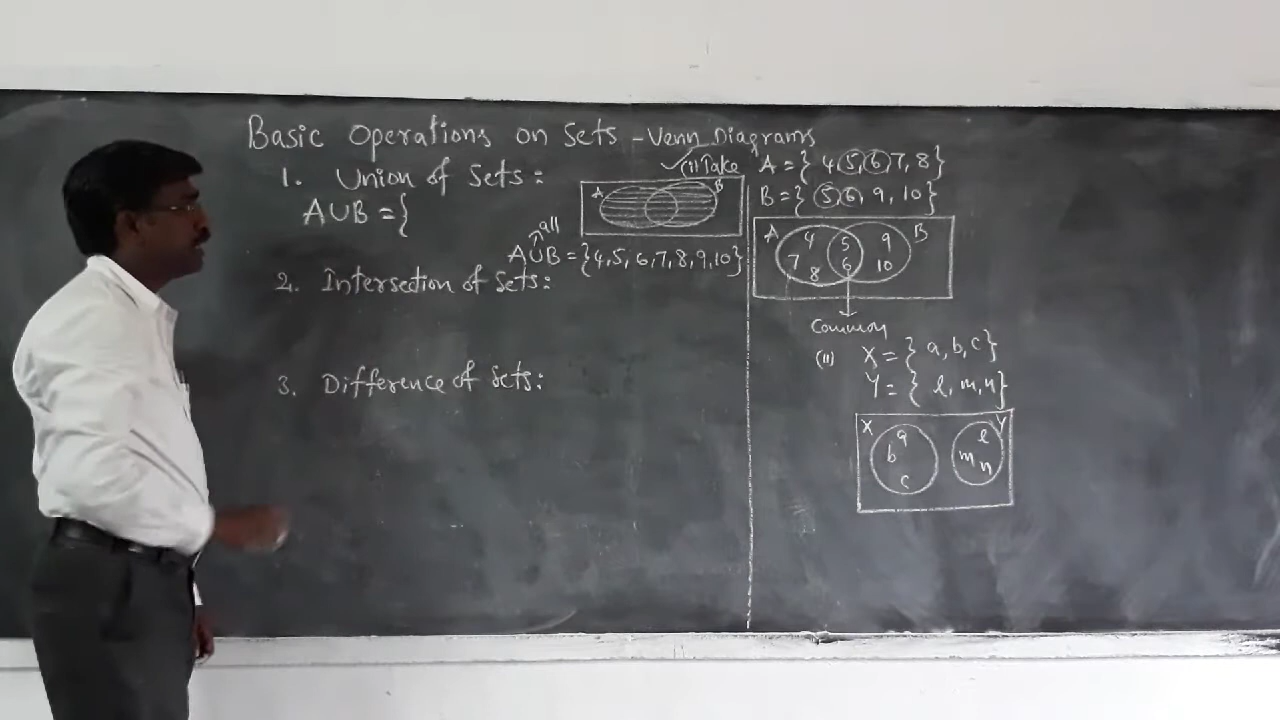 Basic Operations on Sets - Venn Diagrams
1. Union of Sets:
A∪B = {
A B
all
A∪B = {4,5, 6,7,8,9,10}
2. Intersection of Sets:
3. Difference of Sets:
✓(i) Take A = { 4,5,6,7,8}
B = { 5,6, 9, 10}
A 4 5 9 B
7 6 10
8
Common
(ii) X = { a, b, c}
Y = { l, m, n}
X a l Y
b m n
c